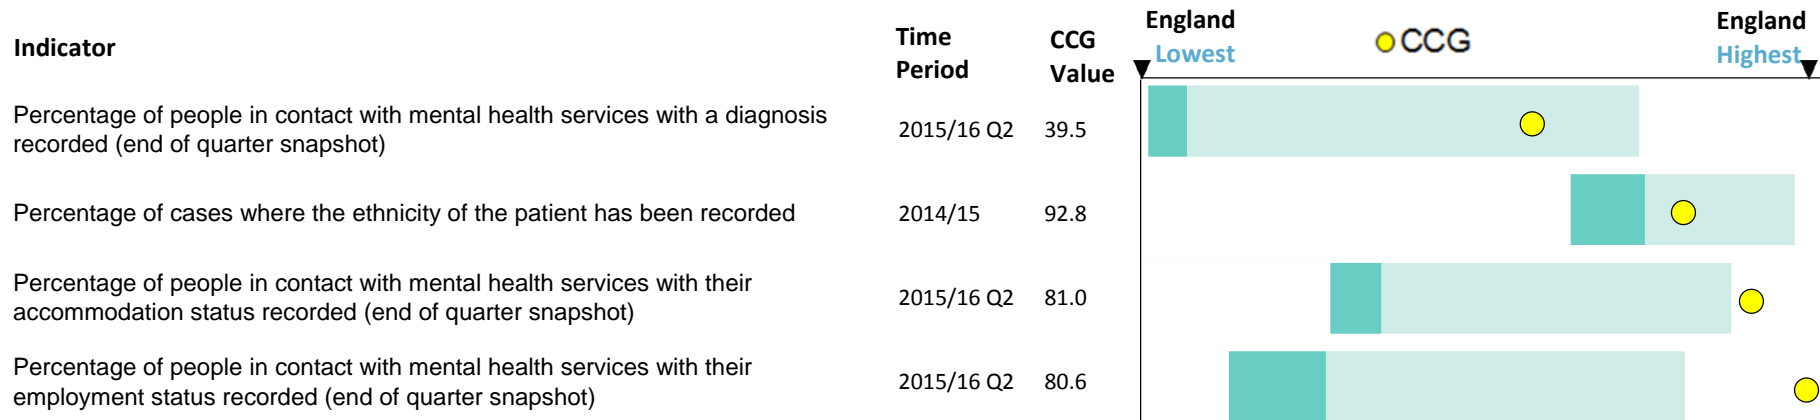 Indicator
Time
Period
CCG
Value
England
Lowest
CCG
England
Highest
Percentage of people in contact with mental health services with a diagnosis
recorded (end of quarter snapshot)
2015/16 Q2
39.5
Percentage of cases where the ethnicity of the patient has been recorded
2014/15
92.8
Percentage of people in contact with mental health services with their
accommodation status recorded (end of quarter snapshot)
2015/16 Q2
81.0
Percentage of people in contact with mental health services with their
employment status recorded (end of quarter snapshot)
2015/16 Q2
80.6